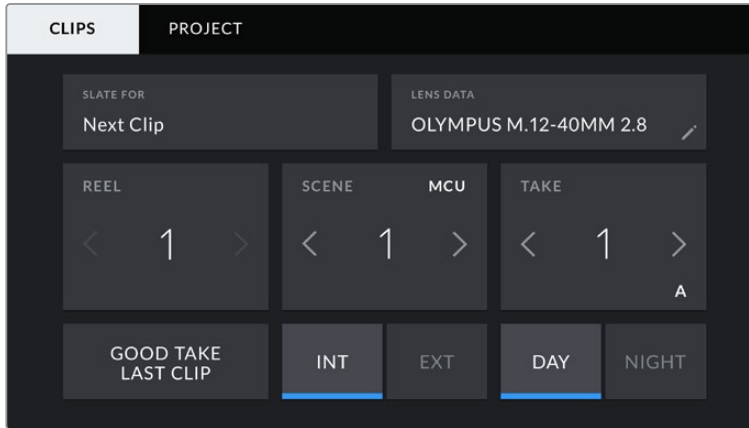 CLIPS PROJECT
SLATE FOR LENS DATA
Next Clip OLYMPUS M.12-40MM 2.8
REEL SCENE MCU TAKE
1 1 1
A
GOOD TAKE
LAST CLIP
INT EXT DAY NIGHT